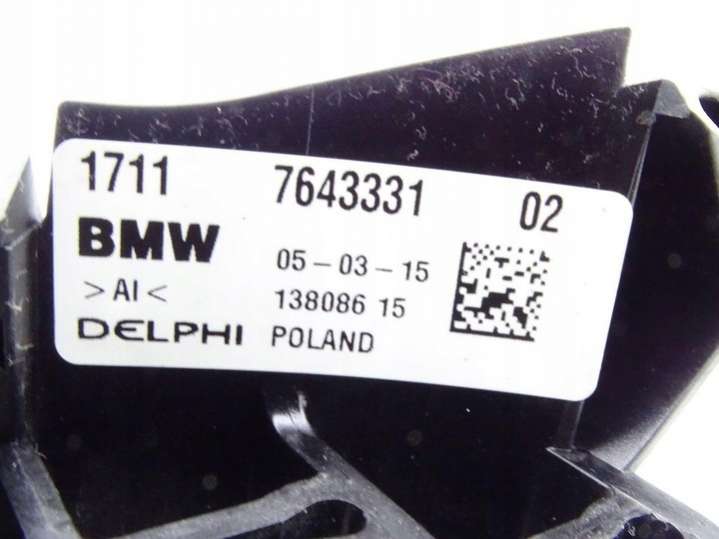 1711 7643331 02
BMW 05-03-15
>AI< 138086 15
DELPHI POLAND